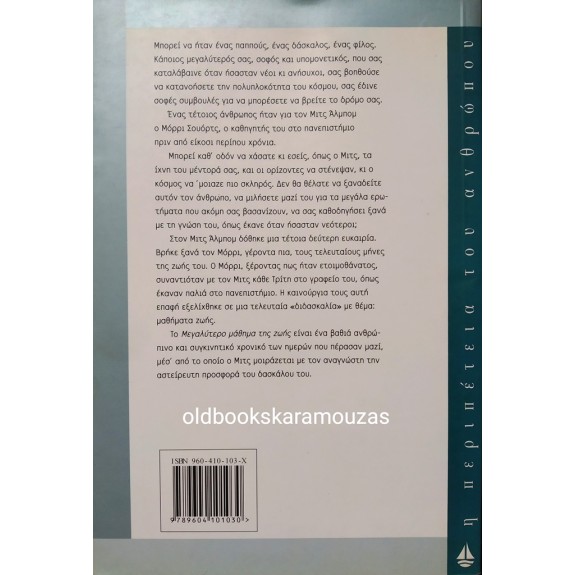 Μπορεί να ήταν ένας παππούς, ένας δάσκαλος, ένας φίλος.
Κάποιος μεγαλύτερός σας, σοφός και υπομονετικός, που σας
καταλάβαινε όταν ήσασταν νέοι κι ανήσυχοι, σας βοηθούσε
να κατανοήσετε την πολυπλοκότητα του κόσμου, σας έδινε
σοφές συμβουλές για να μπορέσετε να βρείτε το δρόμο σας.
Ένας τέτοιος άνθρωπος ήταν για τον Μιτς Άλμπομ
ο Μόρρι Σουόρτς, ο καθηγητής του στο πανεπιστήμιο
πριν από είκοσι περίπου χρόνια.
Μπορεί καθ' οδόν να χάσατε κι εσείς, όπως ο Μιτς, τα
ίχνη του μέντορά σας, και οι ορίζοντες να στένεψαν, κι ο
κόσμος να 'μοιαζε πιο σκληρός. Δεν θα θέλατε να ξαναδείτε
αυτόν τον άνθρωπο, να μιλήσετε μαζί του για τα μεγάλα ερω-
τήματα που ακόμη σας βασανίζουν, να σας καθοδηγήσει ξανά
με τη γνώση του, όπως έκανε όταν ήσασταν νεότεροι;
Στον Μιτς Άλμπομ δόθηκε μια τέτοια δεύτερη ευκαιρία.
Βρήκε ξανά τον Μόρρι, γέροντα πια, τους τελευταίους μήνες
της ζωής του. Ο Μόρρι, ξέροντας πως ήταν ετοιμοθάνατος,
συναντιόταν με τον Μιτς κάθε Τρίτη στο γραφείο του, όπως
έκαναν παλιά στο πανεπιστήμιο. Η καινούργια τους αυτή
επαφή εξελίχθηκε σε μια τελευταία «διδασκαλία» με θέμα:
μαθήματα ζωής.
Το Μεγαλύτερο μάθημα της ζωής είναι ένα βαθιά ανθρώ-
πινο και συγκινητικό χρονικό των ημερών που πέρασαν μαζί,
μέσ' από το οποίο ο Μιτς μοιράζεται με τον αναγνώστη την
αστείρευτη προσφορά του δασκάλου του.
oldbookskaramouzas
ISBN 960-410-103-X
9789604101030>
η περιπέτεια του ανθρώπου